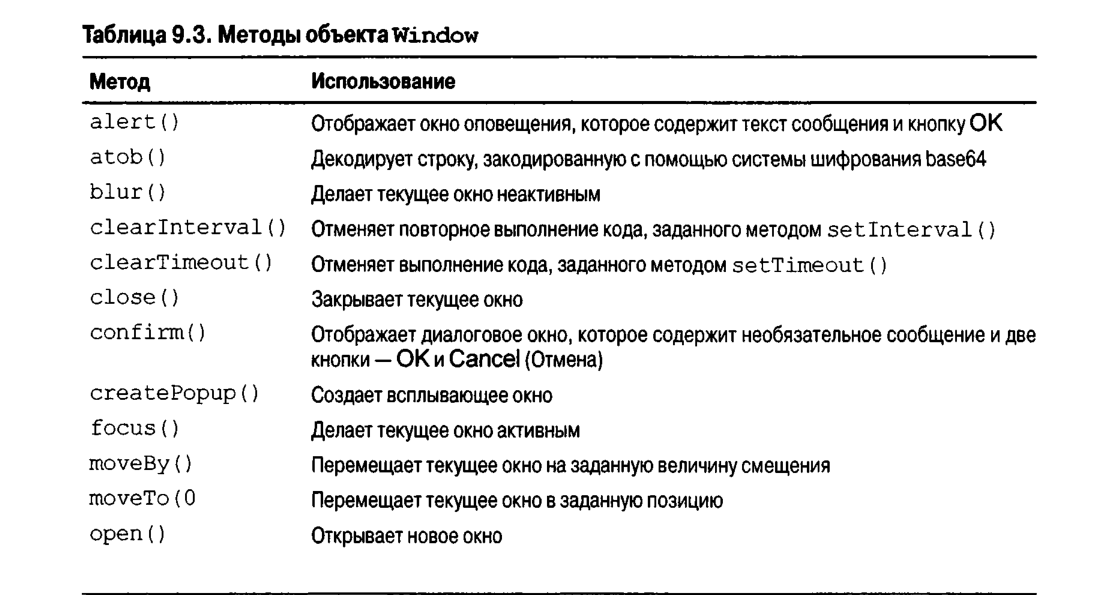 Таблица 9.3. Методы объекта Window
Метод Использование
alert() Отображает окно оповещения, которое содержит текст сообщения и кнопку OK
atob() Декодирует строку, закодированную с помощью системы шифрования base64
blur() Делает текущее окно неактивным
clearInterval() Отменяет повторное выполнение кода, заданного методом setInterval()
clearTimeout() Отменяет выполнение кода, заданного методом setTimeout()
close() Закрывает текущее окно
confirm() Отображает диалоговое окно, которое содержит необязательное сообщение и две
кнопки — OK и Cancel (Отмена)
createPopup() Создает всплывающее окно
focus() Делает текущее окно активным
moveBy() Перемещает текущее окно на заданную величину смещения
moveTo(0 Перемещает текущее окно в заданную позицию
open() Открывает новое окно